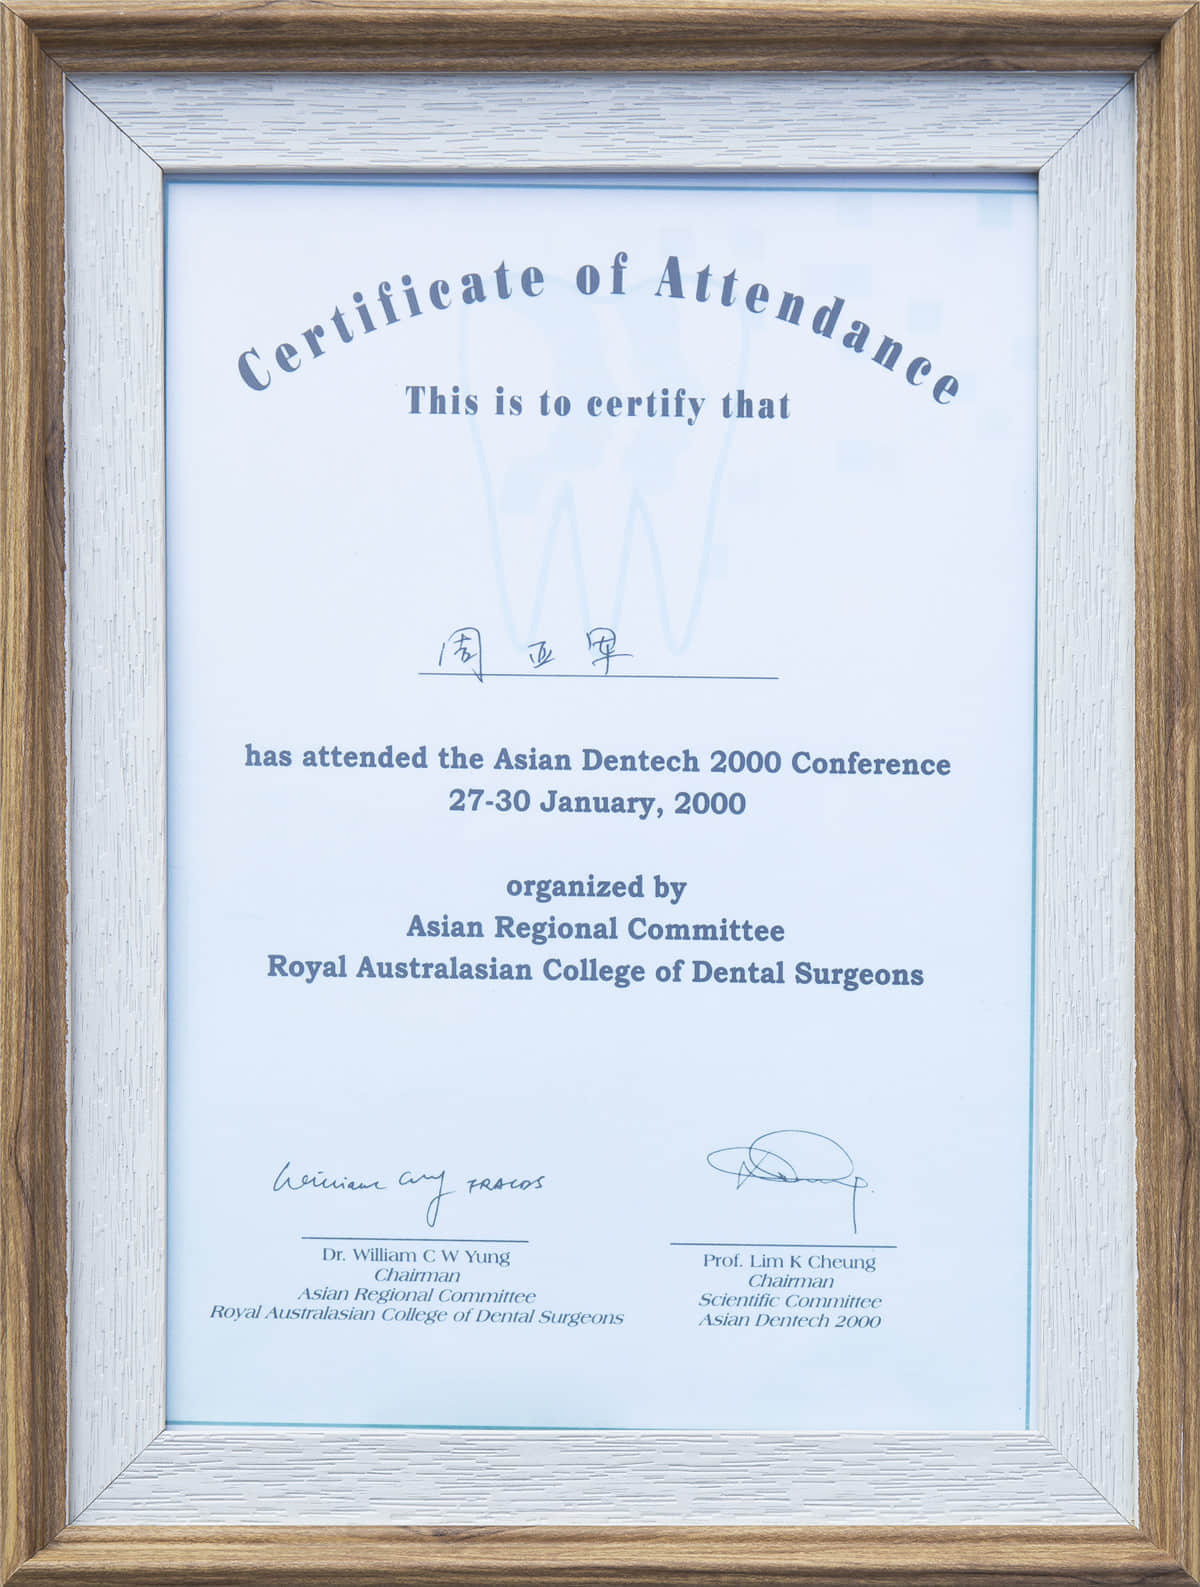 Certificate of Attendance
This is to certify that
周亚军
has attended the Asian Dentech 2000 Conference
27-30 January, 2000
organized by
Asian Regional Committee
Royal Australasian College of Dental Surgeons
William Yung FRACDS
Dr. William C W Yung
Chairman
Asian Regional Committee
Royal Australasian College of Dental Surgeons
Prof. Lim K Cheung
Chairman
Scientific Committee
Asian Dentech 2000